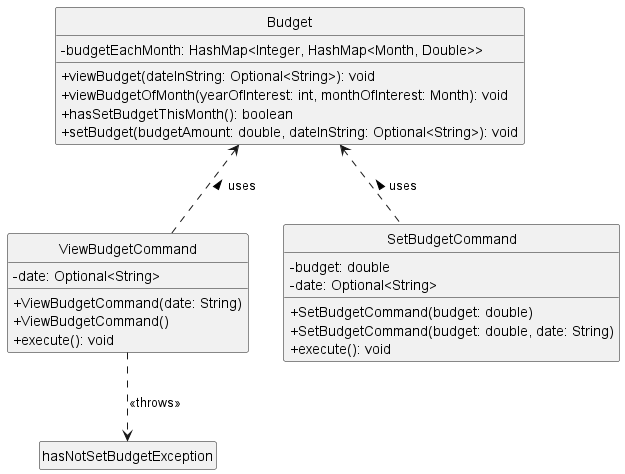 Budget
-budgetEachMonth: HashMap<Integer, HashMap<Month, Double>>
+viewBudget(dateInString: Optional<String>): void
+viewBudgetOfMonth(yearOfInterest: int, monthOfInterest: Month): void
+hasSetBudgetThisMonth(): boolean
+setBudget(budgetAmount: double, dateInString: Optional<String>): void
uses
uses
ViewBudgetCommand
-date: Optional<String>
+ViewBudgetCommand(date: String)
+ViewBudgetCommand()
+execute(): void
SetBudgetCommand
-budget: double
-date: Optional<String>
+SetBudgetCommand(budget: double)
+SetBudgetCommand(budget: double, date: String)
+execute(): void
«throws»
hasNotSetBudgetException